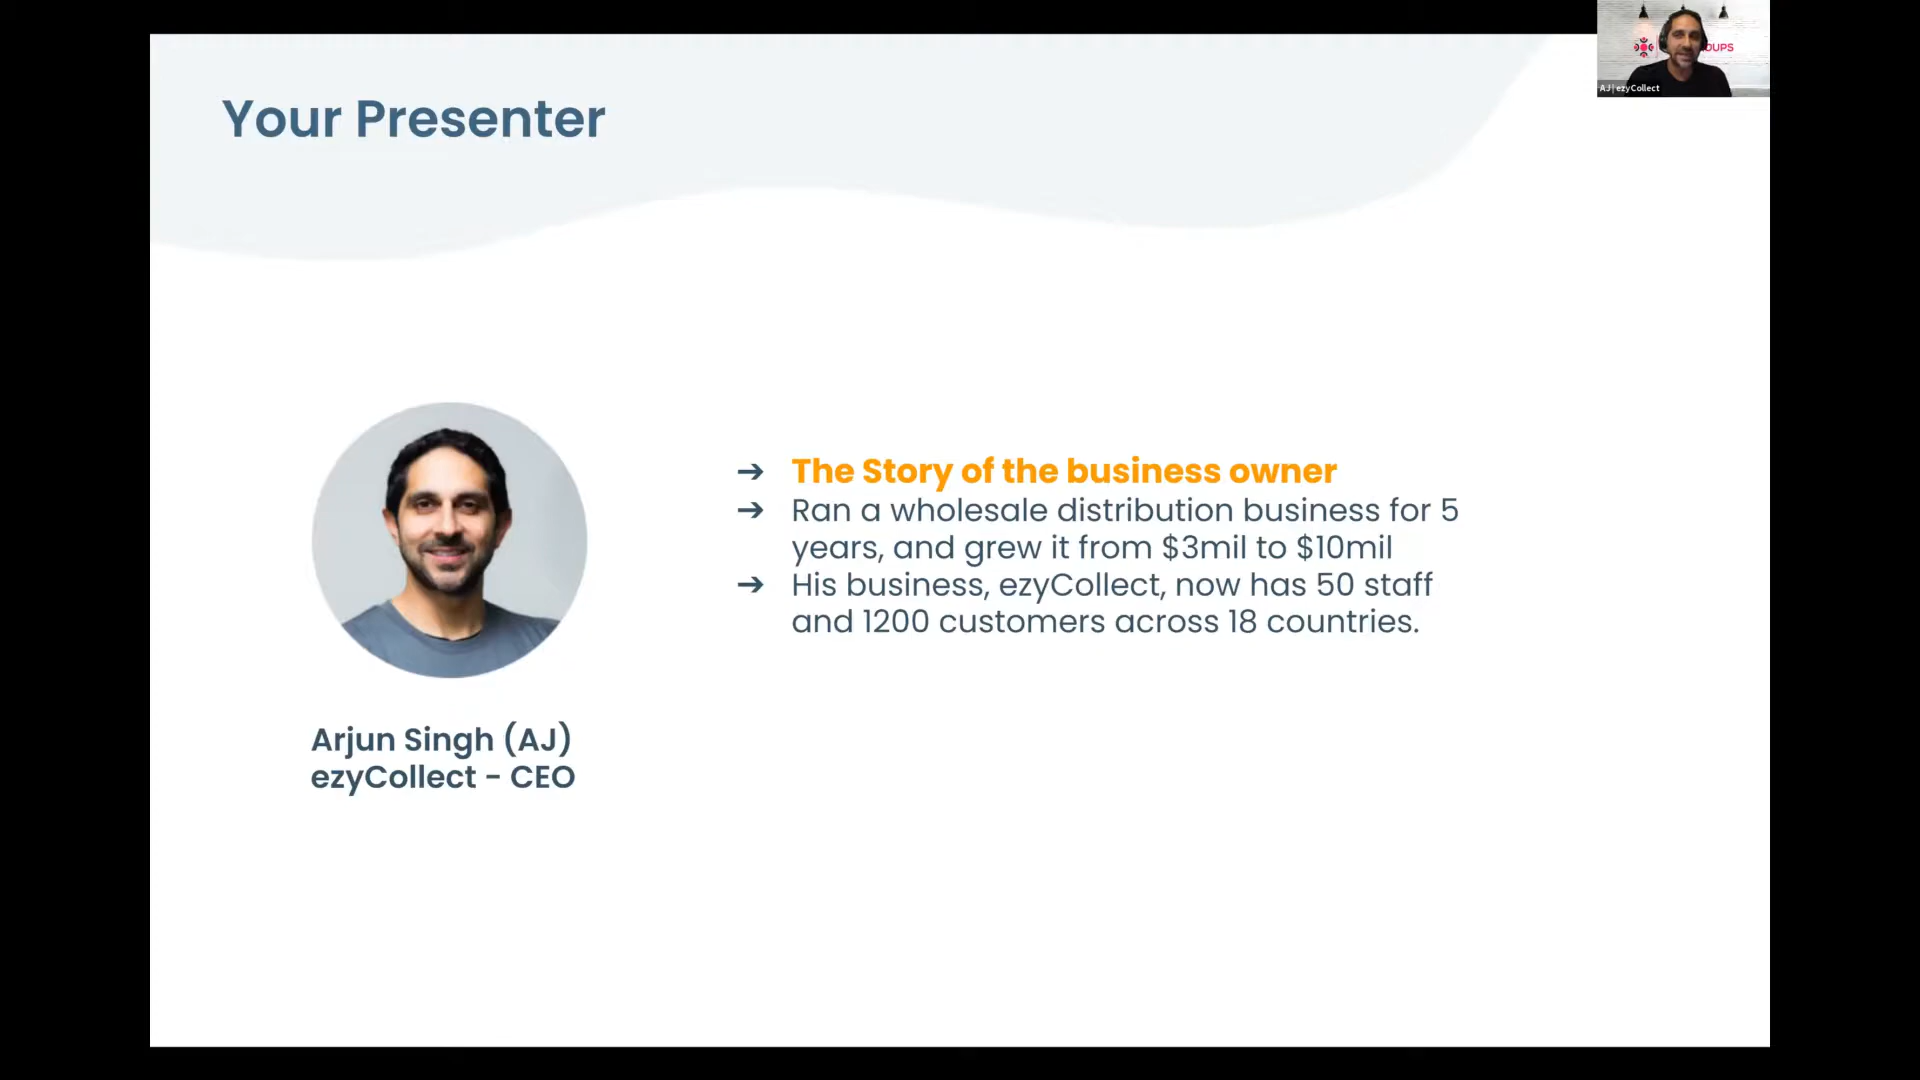 Your Presenter
OUPS
AJ | ezyCollect
➔ The Story of the business owner
➔ Ran a wholesale distribution business for 5
years, and grew it from $3mil to $10mil
➔ His business, ezyCollect, now has 50 staff
and 1200 customers across 18 countries.
Arjun Singh (AJ)
ezyCollect - CEO